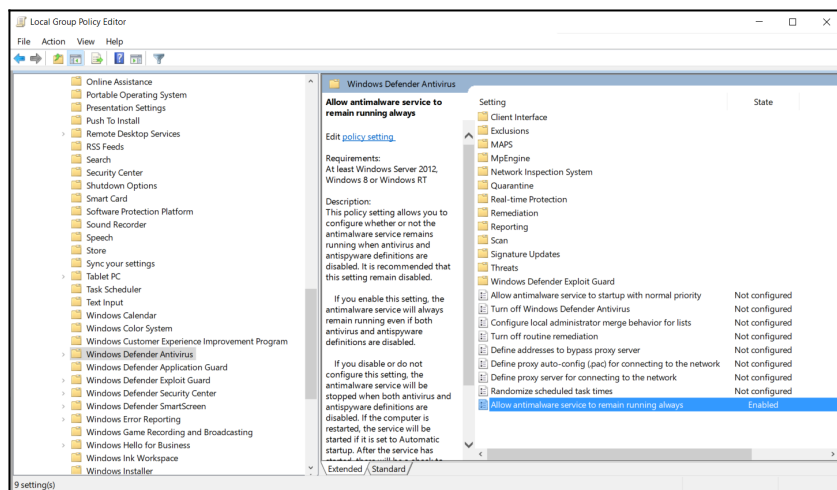 Local Group Policy Editor
File Action View Help
Online Assistance
Portable Operating System
Presentation Settings
Push To Install
Remote Desktop Services
RSS Feeds
Search
Security Center
Shutdown Options
Smart Card
Software Protection Platform
Sound Recorder
Speech
Store
Sync your settings
Tablet PC
Task Scheduler
Text Input
Windows Calendar
Windows Color System
Windows Customer Experience Improvement Program
Windows Defender Antivirus
Windows Defender Application Guard
Windows Defender Exploit Guard
Windows Defender Security Center
Windows Defender SmartScreen
Windows Error Reporting
Windows Game Recording and Broadcasting
Windows Hello for Business
Windows Ink Workspace
Windows Installer
Windows Defender Antivirus
Allow antimalware service to
remain running always
Edit policy setting
Requirements:
At least Windows Server 2012,
Windows 8 or Windows RT
Description:
This policy setting allows you to
configure whether or not the
antimalware service remains
running when antivirus and
antispyware definitions are
disabled. It is recommended that
this setting remain disabled.
If you enable this setting, the
antimalware service will always
remain running even if both
antivirus and antispyware
definitions are disabled.
If you disable or do not
configure this setting, the
antimalware service will be
stopped when both antivirus and
antispyware definitions are
disabled. If the computer is
restarted, the service will be
started if it is set to Automatic
startup. After the service has
Setting State
Client Interface
Exclusions
MAPS
MpEngine
Network Inspection System
Quarantine
Real-time Protection
Remediation
Reporting
Scan
Signature Updates
Threats
Windows Defender Exploit Guard
Allow antimalware service to startup with normal priority Not configured
Turn off Windows Defender Antivirus Not configured
Configure local administrator merge behavior for lists Not configured
Turn off routine remediation Not configured
Define addresses to bypass proxy server Not configured
Define proxy auto-config (.pac) for connecting to the network Not configured
Define proxy server for connecting to the network Not configured
Randomize scheduled task times Not configured
Allow antimalware service to remain running always Enabled
Extended Standard
9 setting(s)